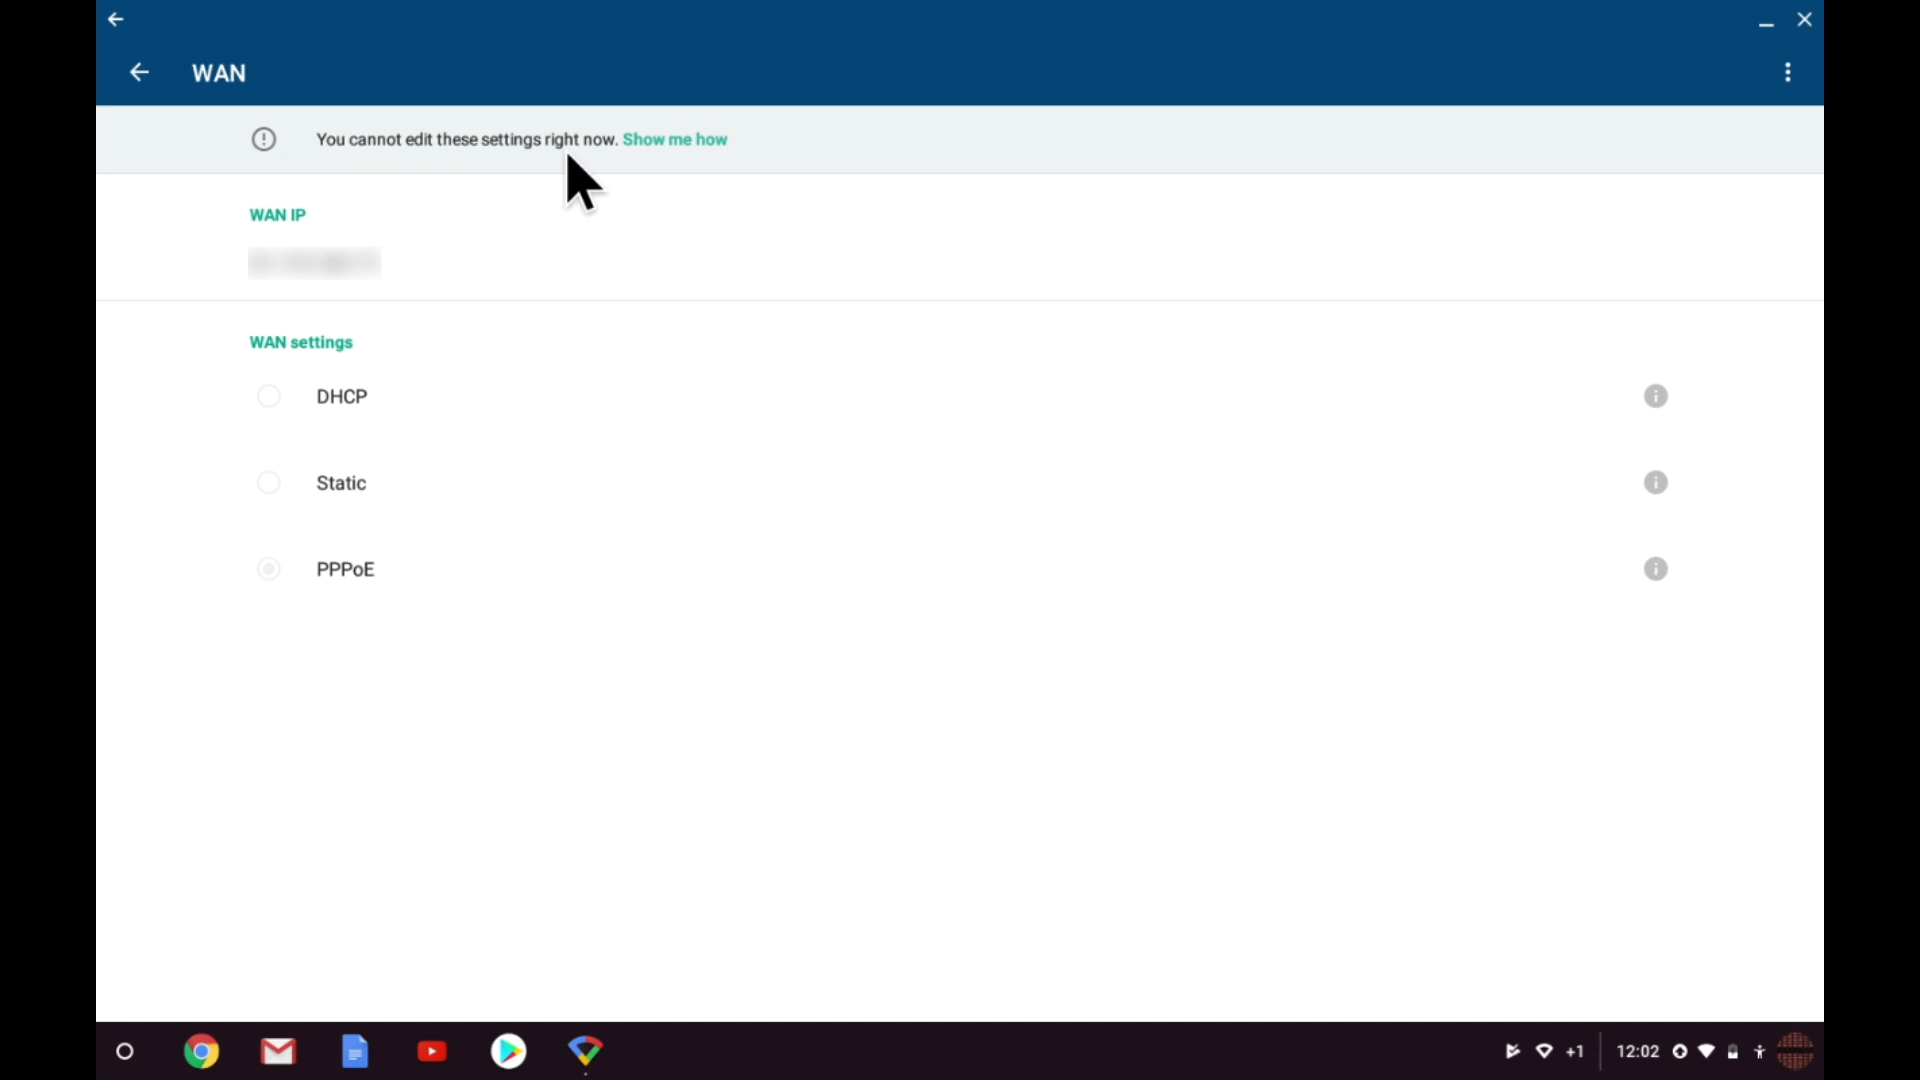 WAN
You cannot edit these settings right now. Show me how
WAN IP
WAN settings
DHCP
Static
PPPoE
+1
12:02